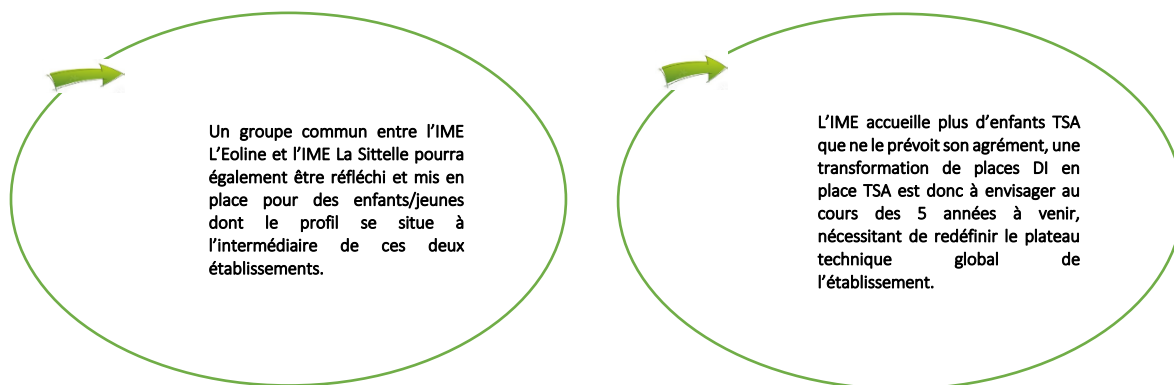 Un groupe commun entre l'IME
L'Eoline et l'IME La Sittelle pourra
également être réfléchi et mis en
place pour des enfants/jeunes
dont le profil se situe à
l'intermédiaire de ces deux
établissements.
L'IME accueille plus d'enfants TSA
que ne le prévoit son agrément, une
transformation de places DI en
place TSA est donc à envisager au
cours des 5 années à venir,
nécessitant de redéfinir le plateau
technique global de
l'établissement.